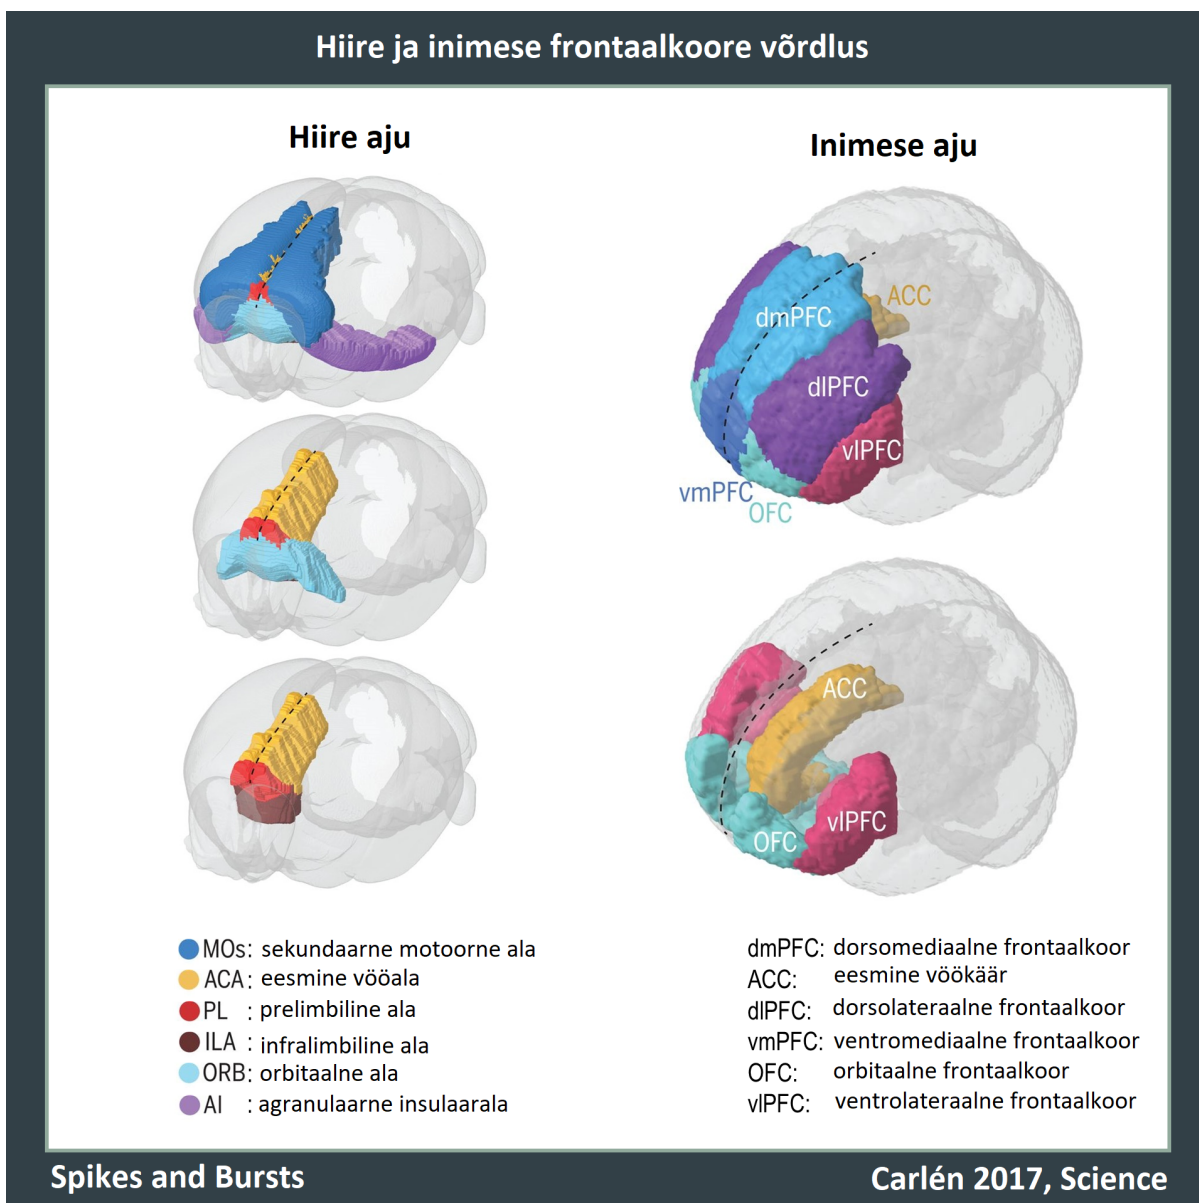 Hiire ja inimese frontaalkoore võrdlus
Hiire aju
Inimese aju
dmPFC
ACC
dlPFC
vlPFC
vmPFC
OFC
ACC
vlPFC
OFC
MOs: sekundaarne motoorne ala
ACA: eesmine vööala
PL : prelimbiline ala
ILA : infralimbiline ala
ORB: orbitaalne ala
AI : agranulaarne insulaarala
dmPFC: dorsomediaalne frontaalkoor
ACC: eesmine vöökäär
dlPFC: dorsolateraalne frontaalkoor
vmPFC: ventromediaalne frontaalkoor
OFC: orbitaalne frontaalkoor
vlPFC: ventrolateraalne frontaalkoor
Spikes and Bursts
Carlén 2017, Science